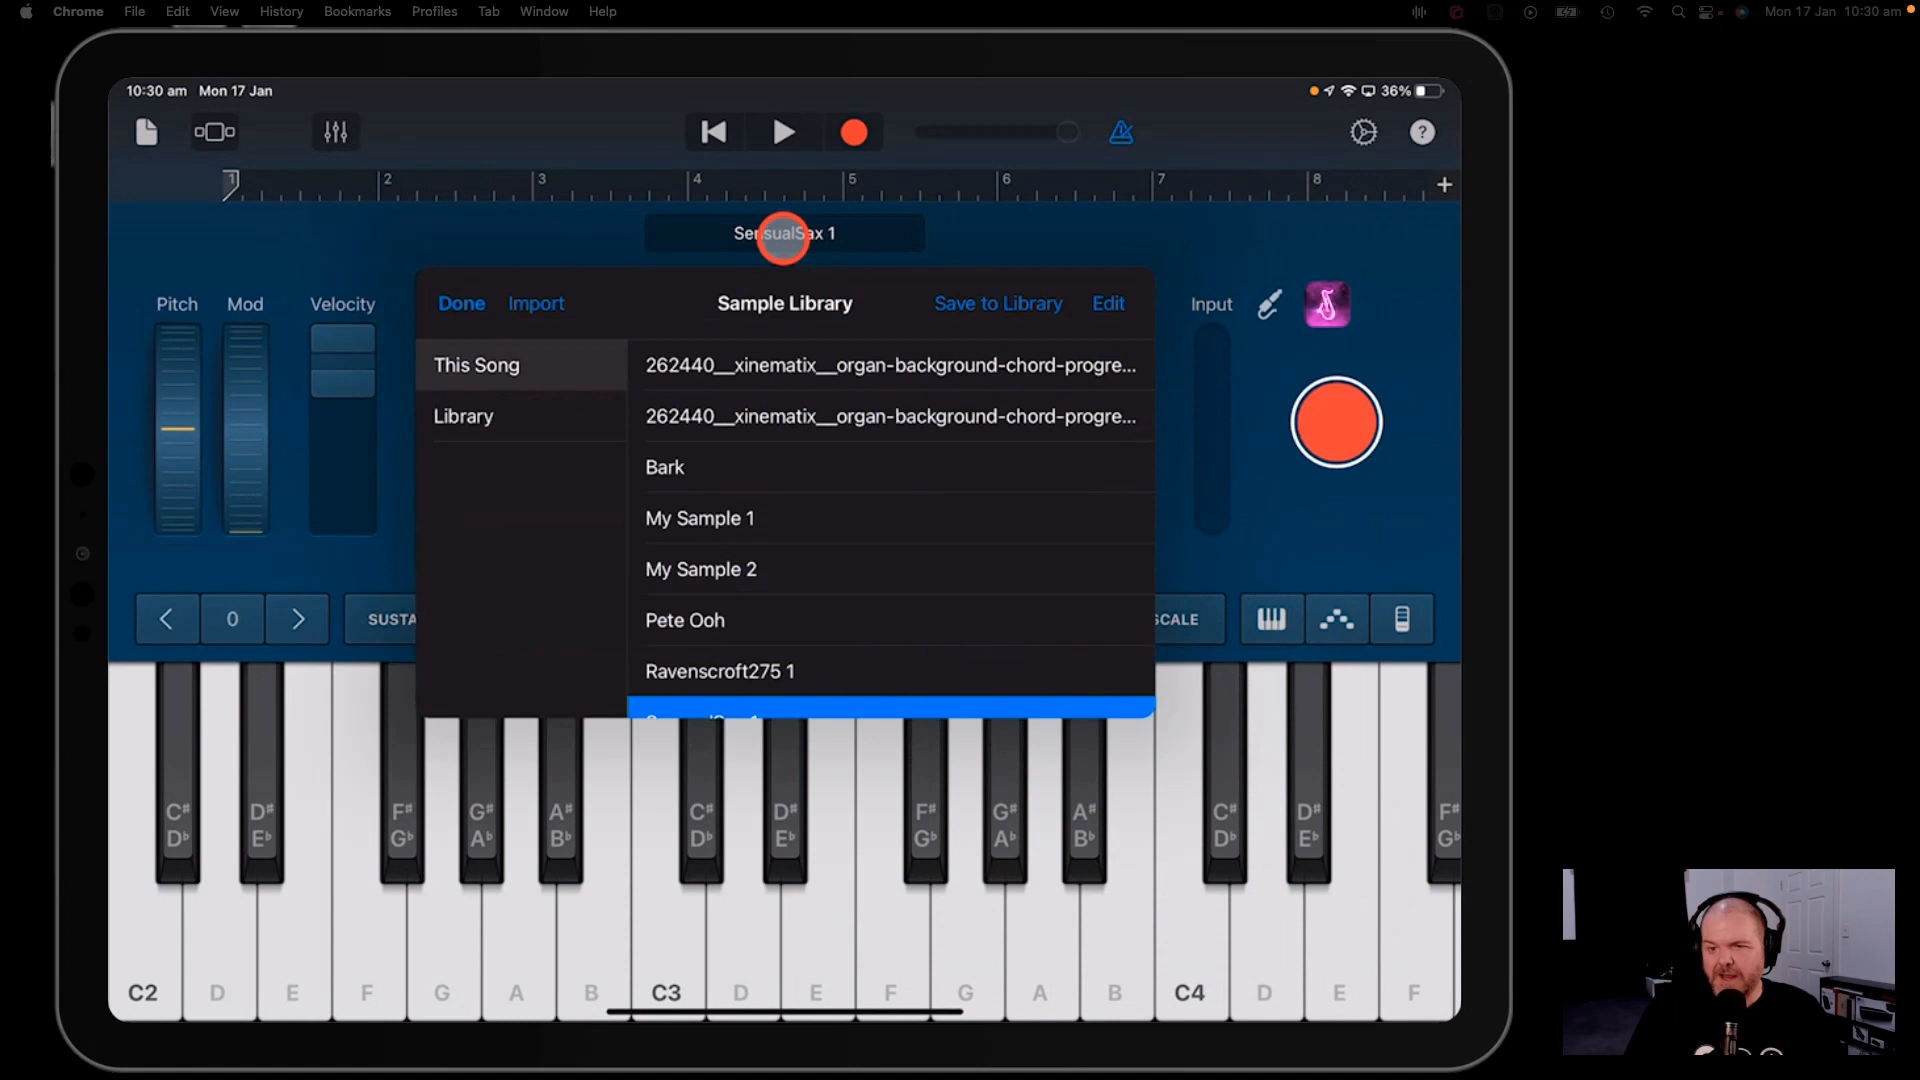 Chrome File Edit View History Bookmarks Profiles Tab Window Help Mon 17 Jan 10:30 am
10:30 am Mon 17 Jan 36%
?
1 2 3 4 5 6 7 8 +
SensualSax 1
Pitch Mod Velocity Input
Done Import Sample Library Save to Library Edit
This Song
Library
262440__xinematix__organ-background-chord-progre...
262440__xinematix__organ-background-chord-progre...
Bark
My Sample 1
My Sample 2
Pete Ooh
Ravenscroft275 1
0 SUSTA SCALE
C# D# F# G# A# C# D# F# G# A# C# D# F#
D♭ E♭ G♭ A♭ B♭ D♭ E♭ G♭ A♭ B♭ D♭ E♭ G♭
C2 D E F G A B C3 D E F G A B C4 D E F